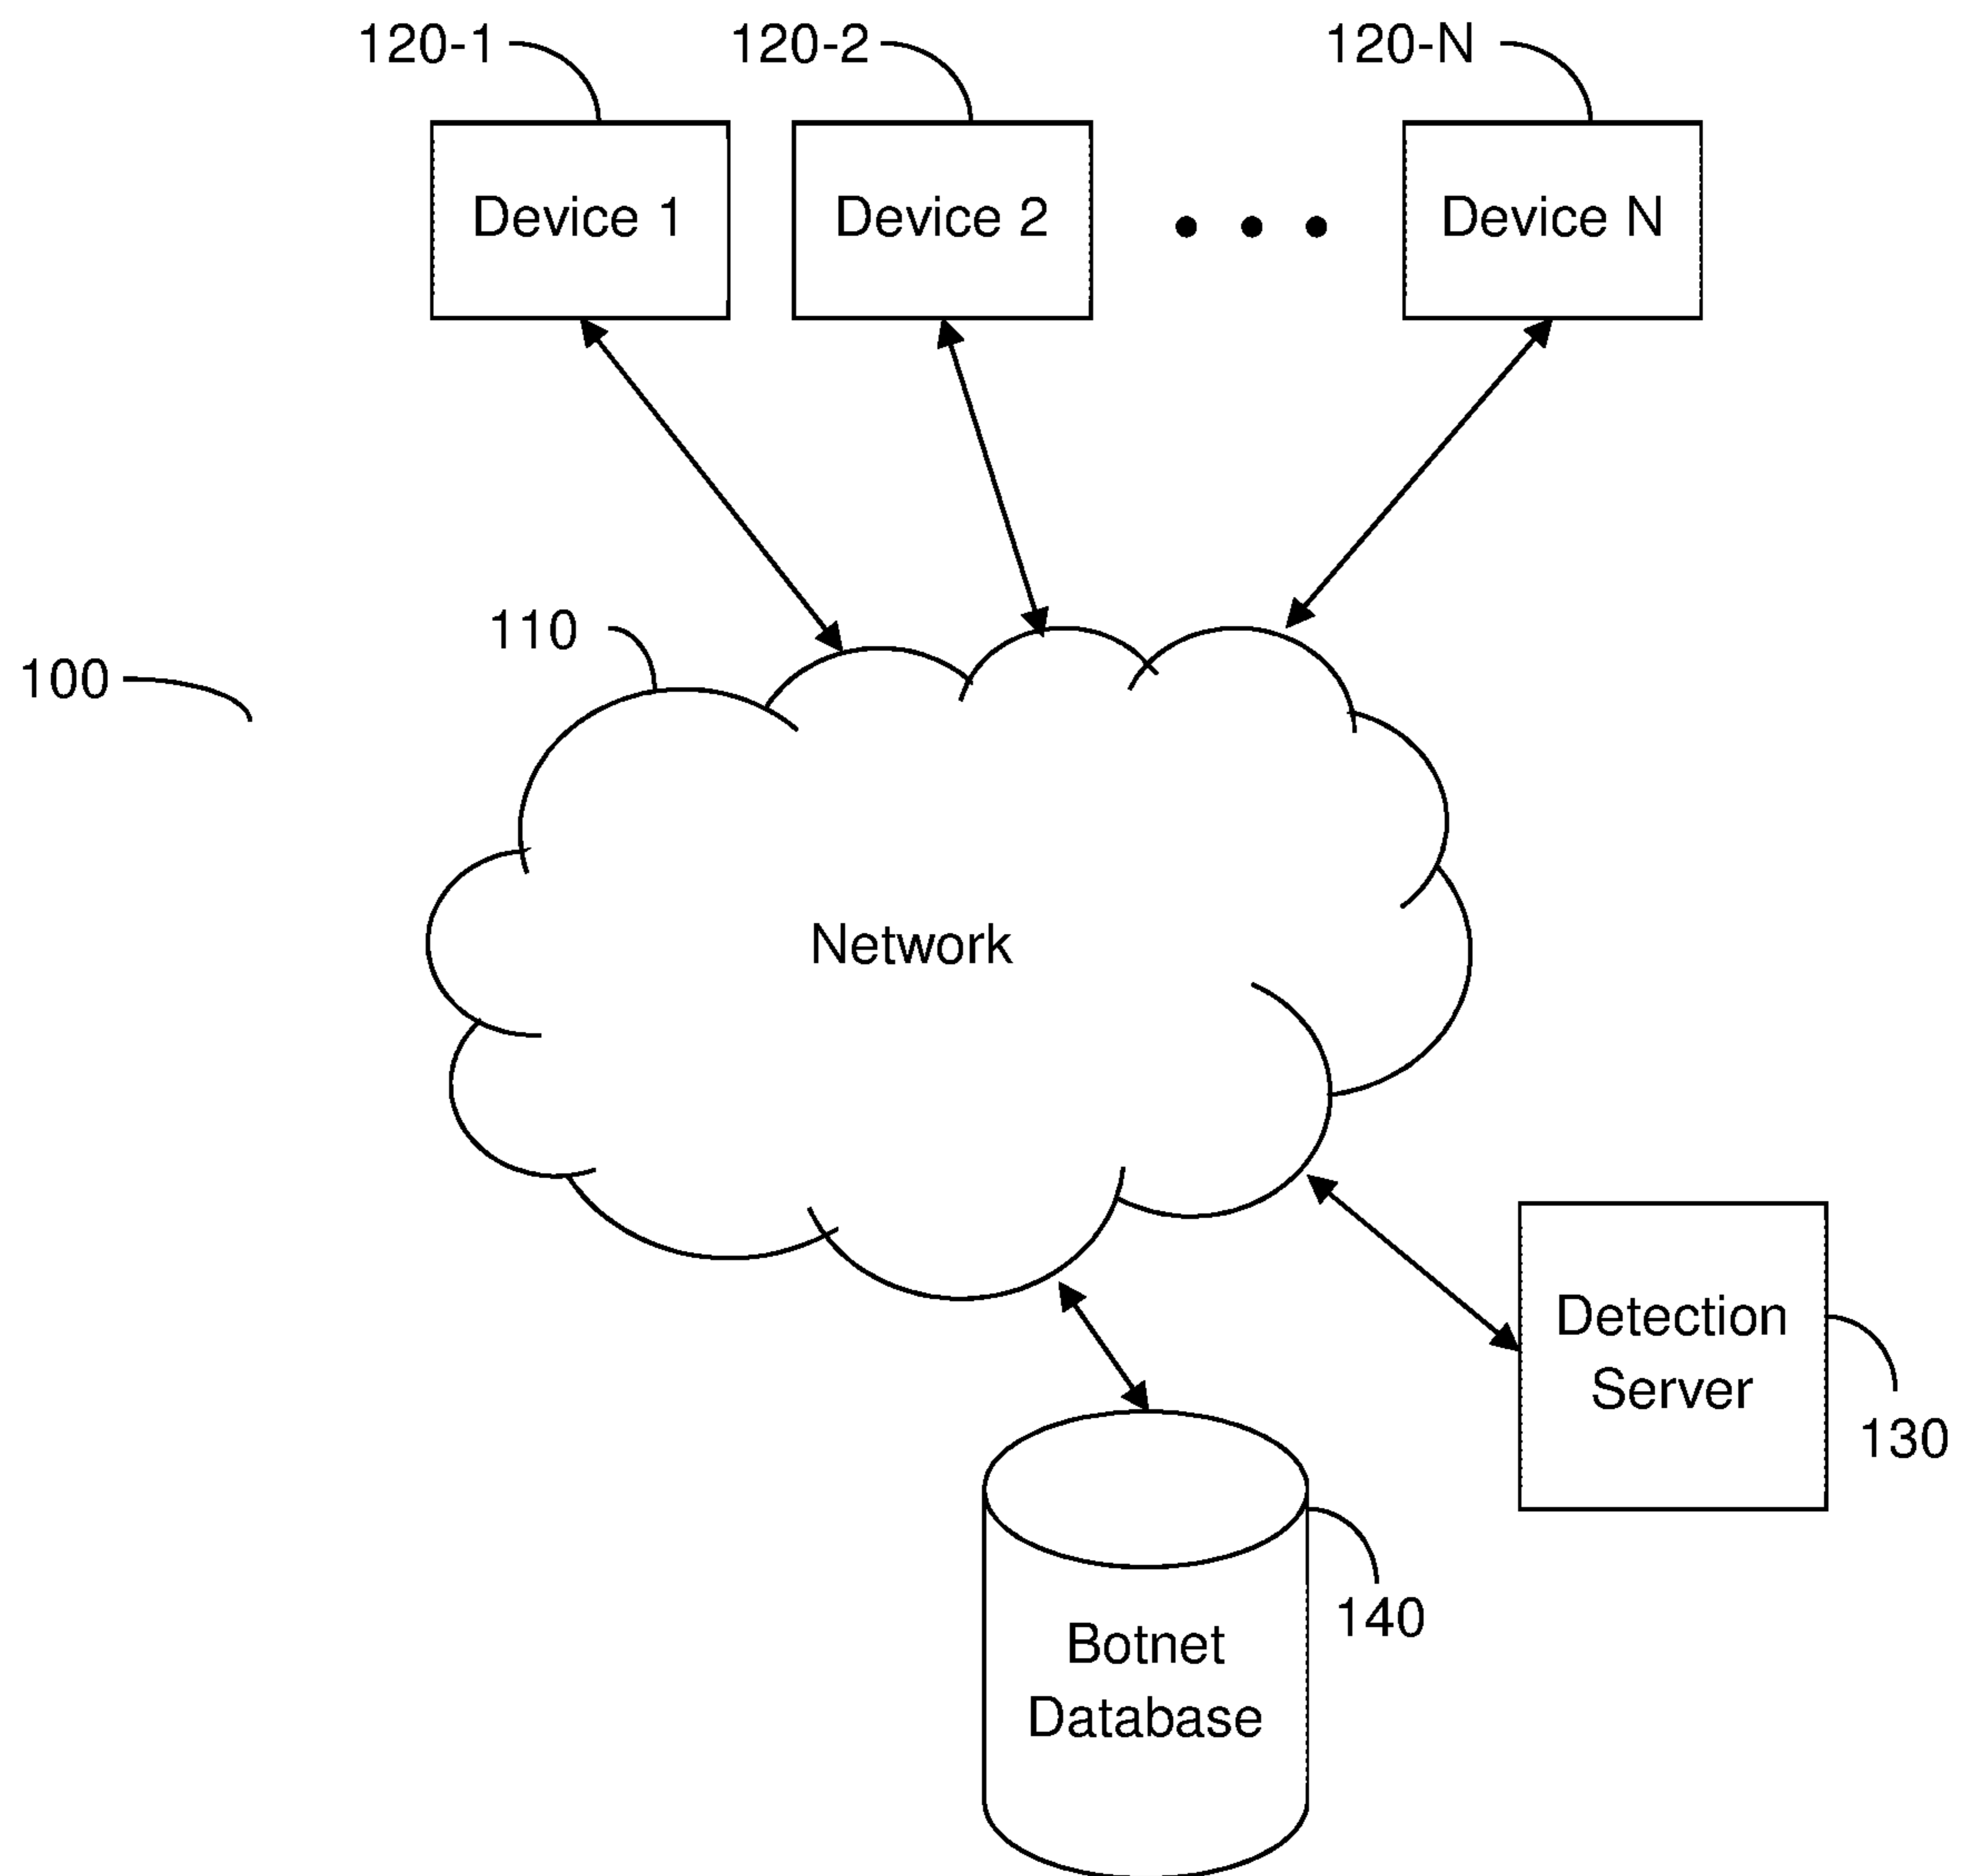 120-1
120-2
120-N
Device 1
Device 2
Device N
110
100
Network
Detection
Server
130
140
Botnet
Database